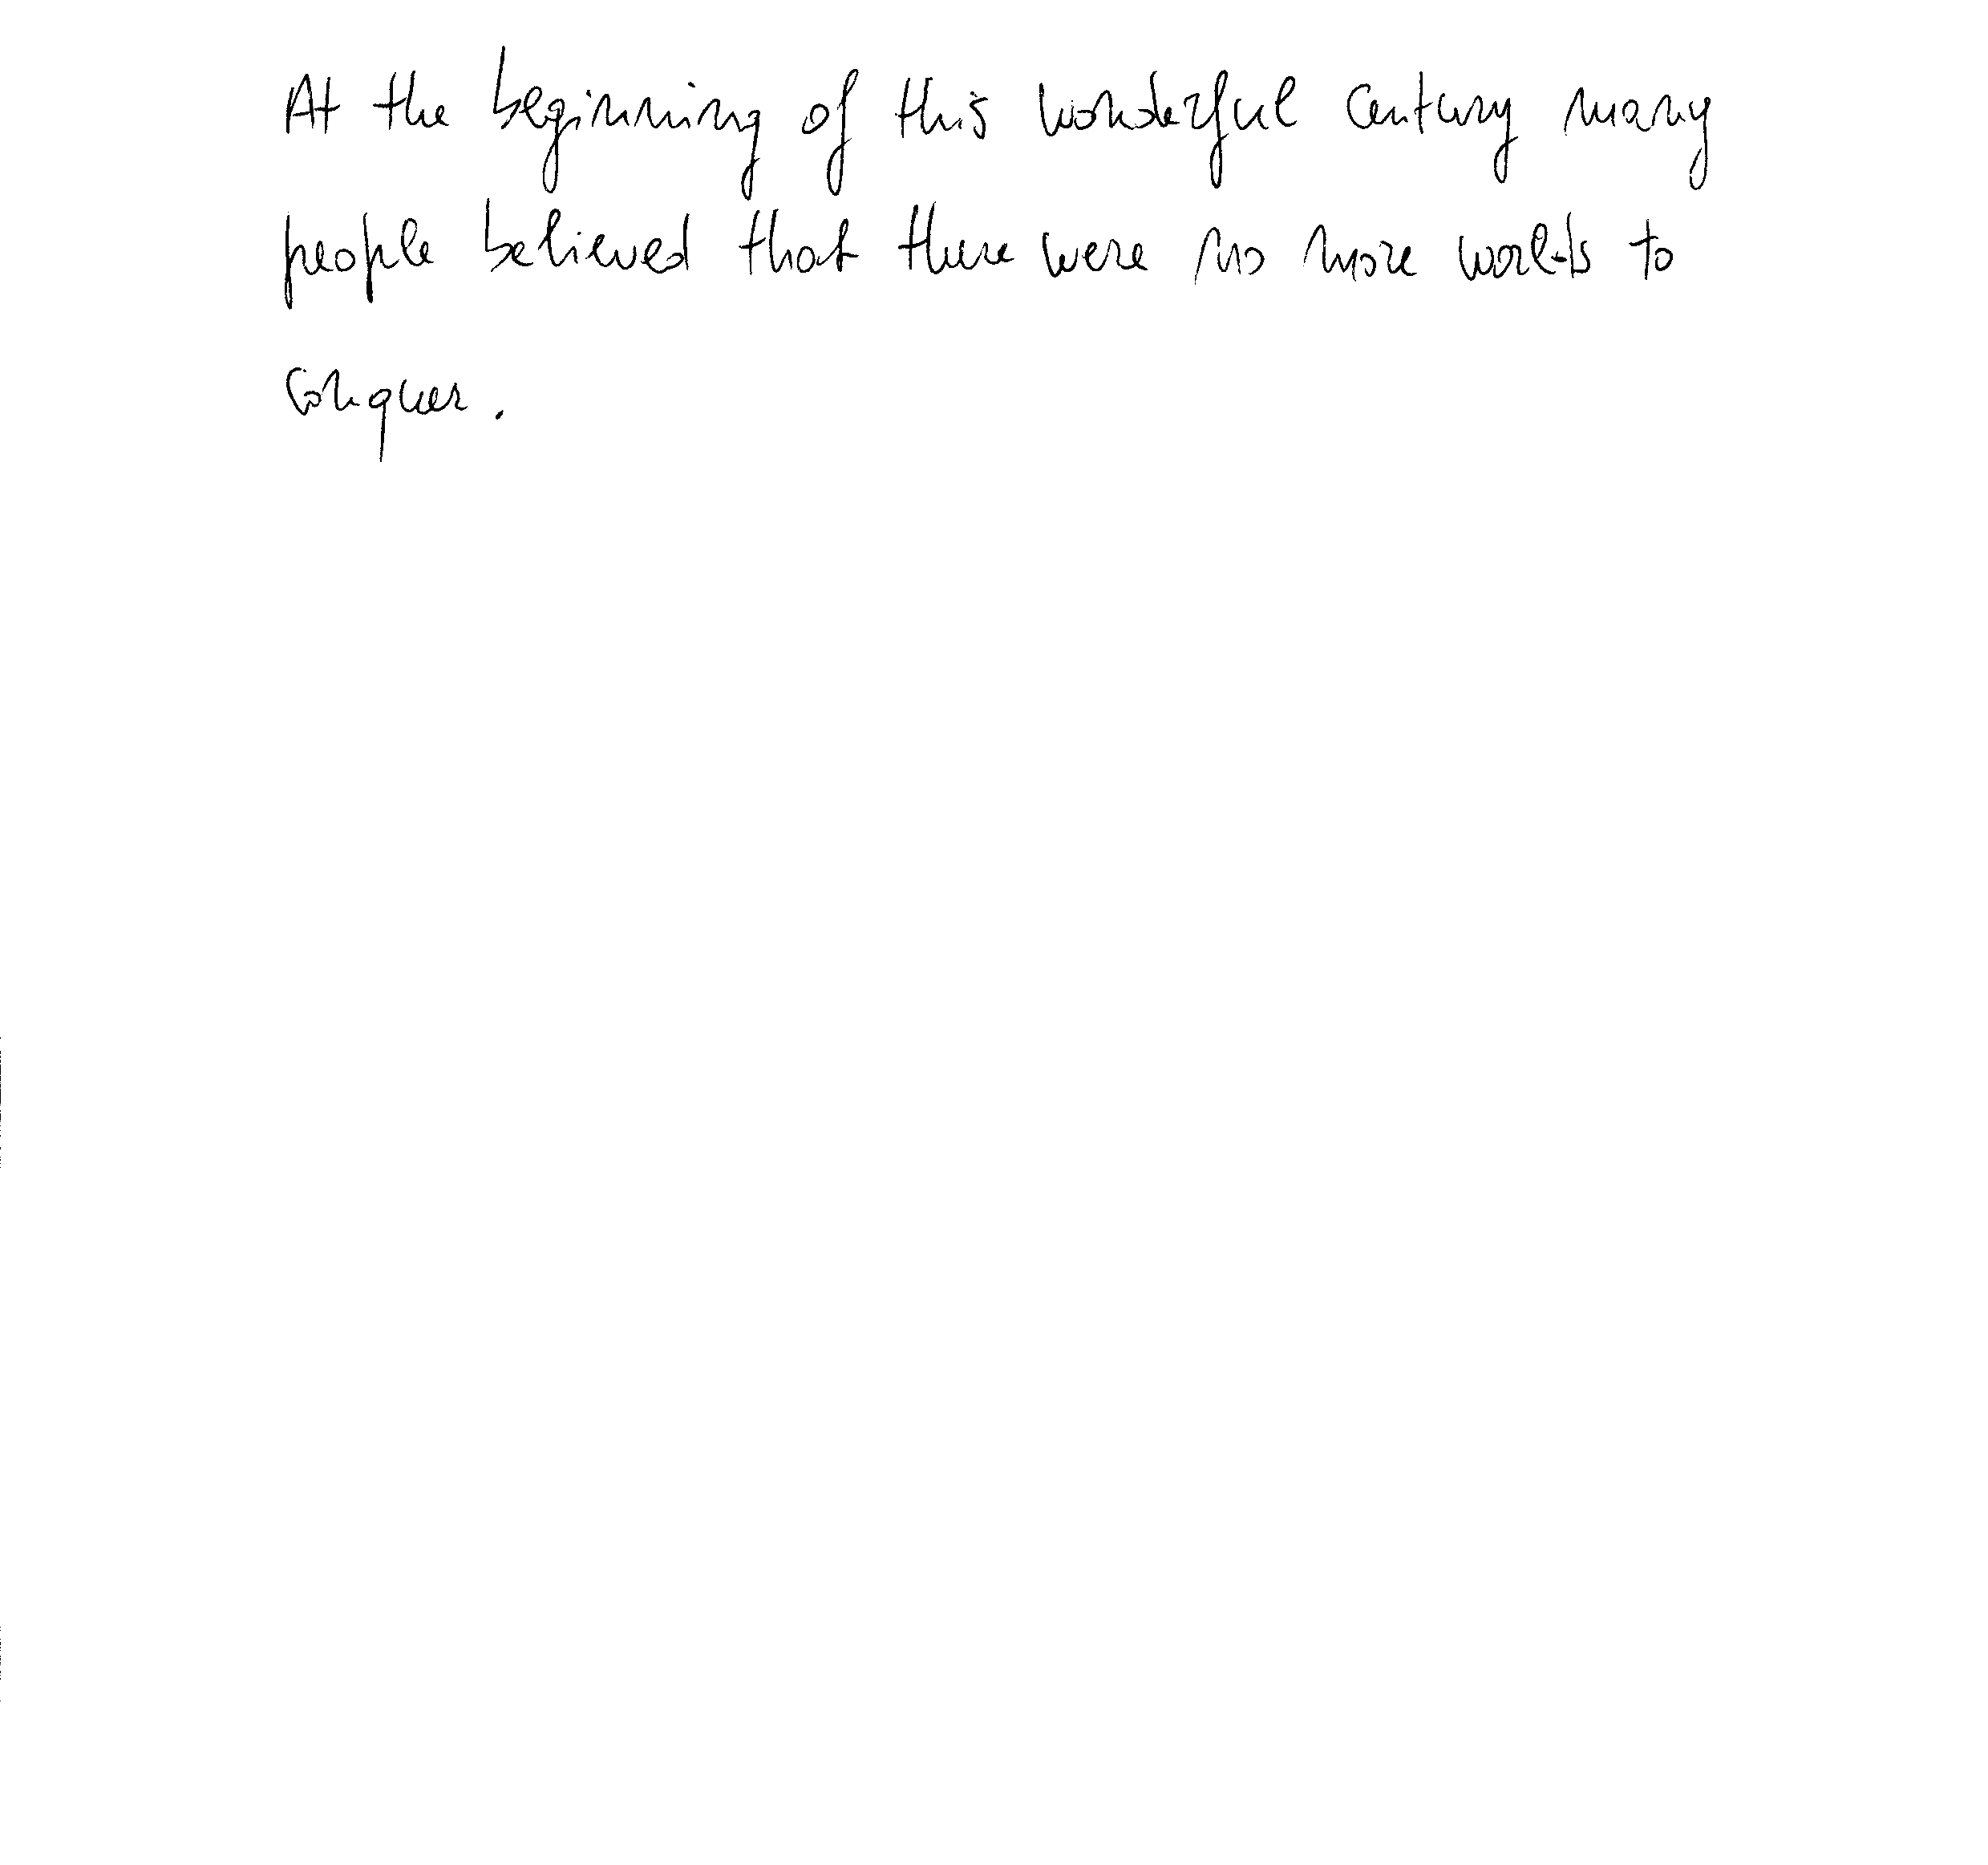 At the beginning of this wonderful century many
people believed that there were no more worlds to
conquer.